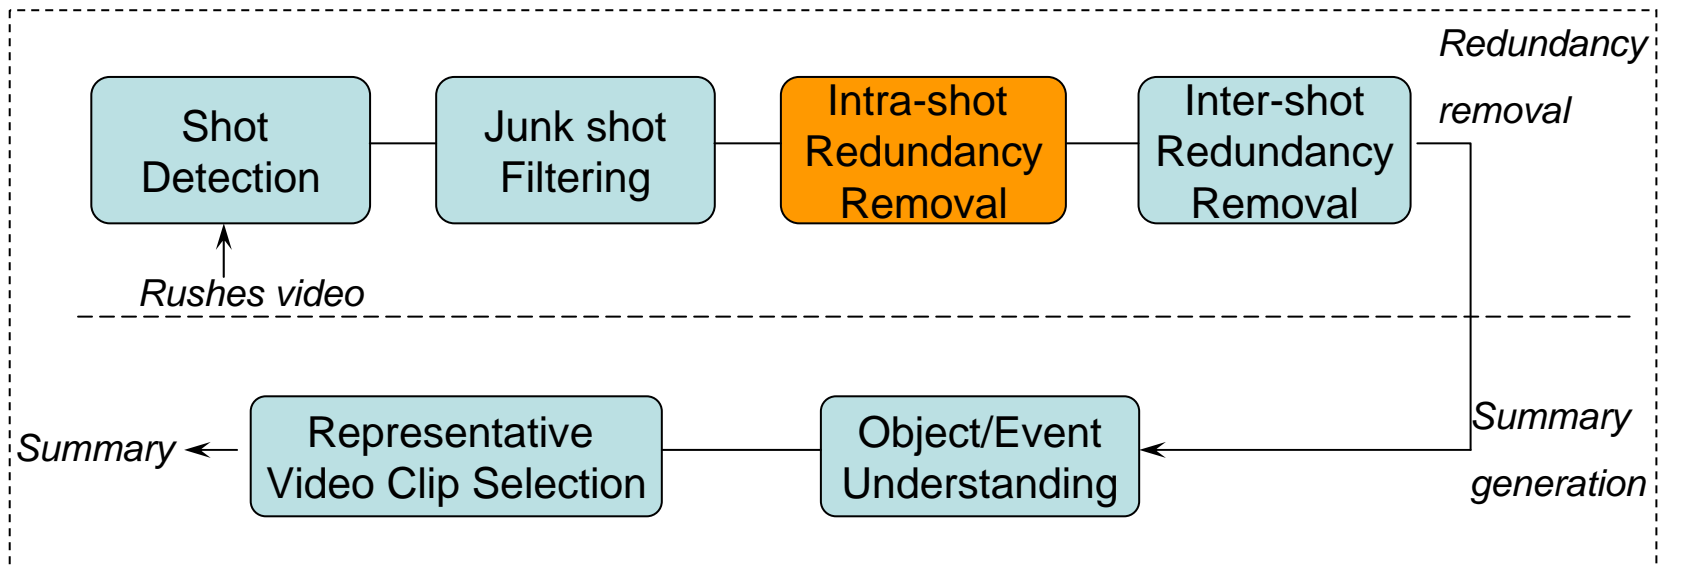 Shot
Detection
Junk shot
Filtering
Intra-shot
Redundancy
Removal
Inter-shot
Redundancy
Removal
Redundancy
removal
Rushes video
Summary
Representative
Video Clip Selection
Object/Event
Understanding
Summary
generation